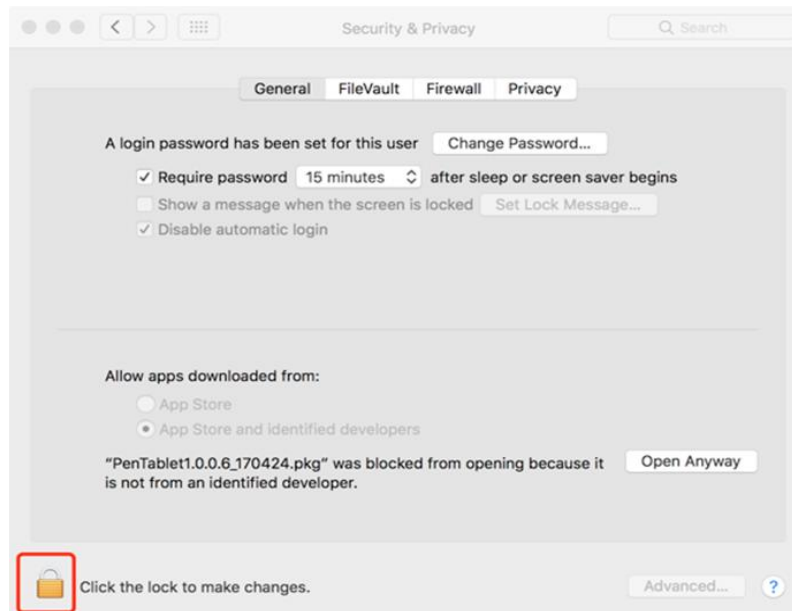 Security & Privacy
Search
General FileVault Firewall Privacy
A login password has been set for this user Change Password...
Require password 15 minutes after sleep or screen saver begins
Show a message when the screen is locked Set Lock Message...
Disable automatic login
Allow apps downloaded from:
App Store
App Store and identified developers
“PenTablet1.0.0.6_170424.pkg” was blocked from opening because it
is not from an identified developer.
Open Anyway
Click the lock to make changes.
Advanced...
?